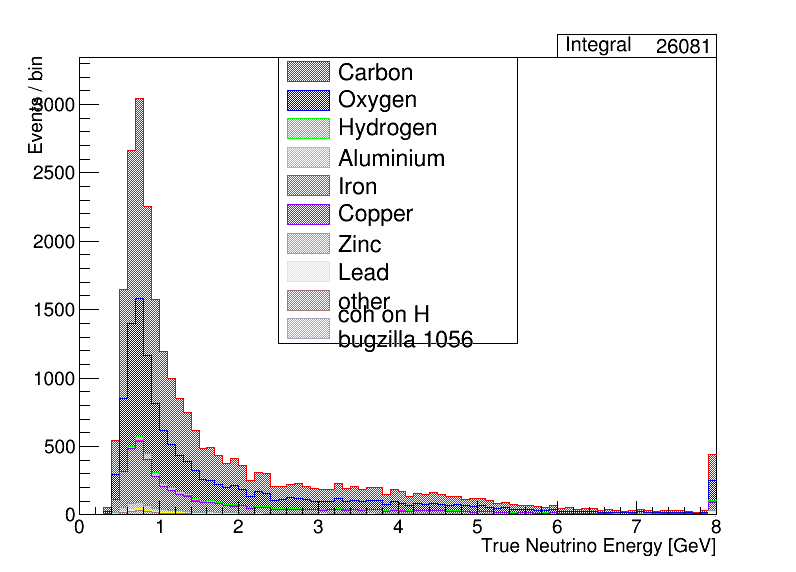 Integral 26081
Events / bin
3000
2500
2000
1500
1000
500
0
Carbon
Oxygen
Hydrogen
Aluminium
Iron
Copper
Zinc
Lead
other
coh on H
bugzilla 1056
0 1 2 3 4 5 6 7 8
True Neutrino Energy [GeV]